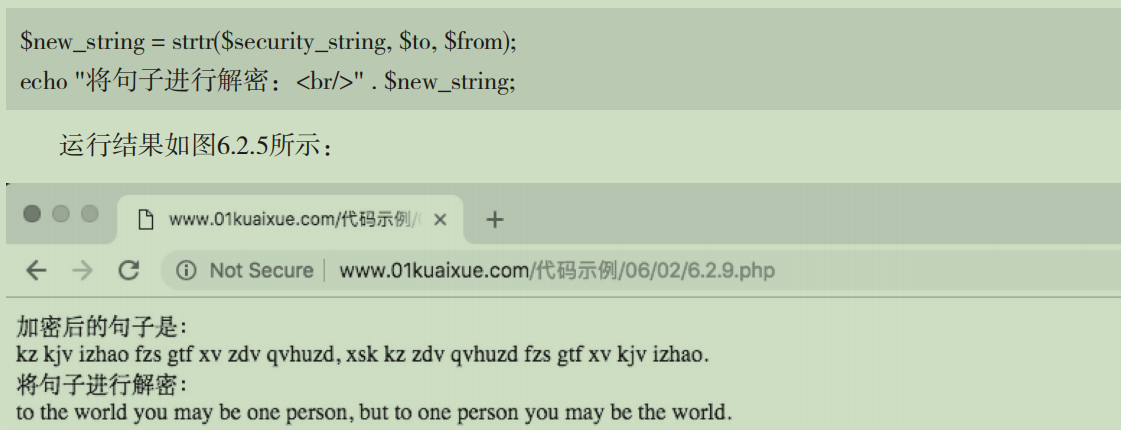 $new_string = strtr($security_string, $to, $from);
echo "将句子进行解密：<br/>" . $new_string;
运行结果如图6.2.5所示：
www.01kuaixue.com/代码示例/
Not Secure | www.01kuaixue.com/代码示例/06/02/6.2.9.php
加密后的句子是：
kz kjv izhao fzs gtf xv zdv qvhuzd, xsk kz zdv qvhuzd fzs gtf xv kjv izhao.
将句子进行解密：
to the world you may be one person, but to one person you may be the world.